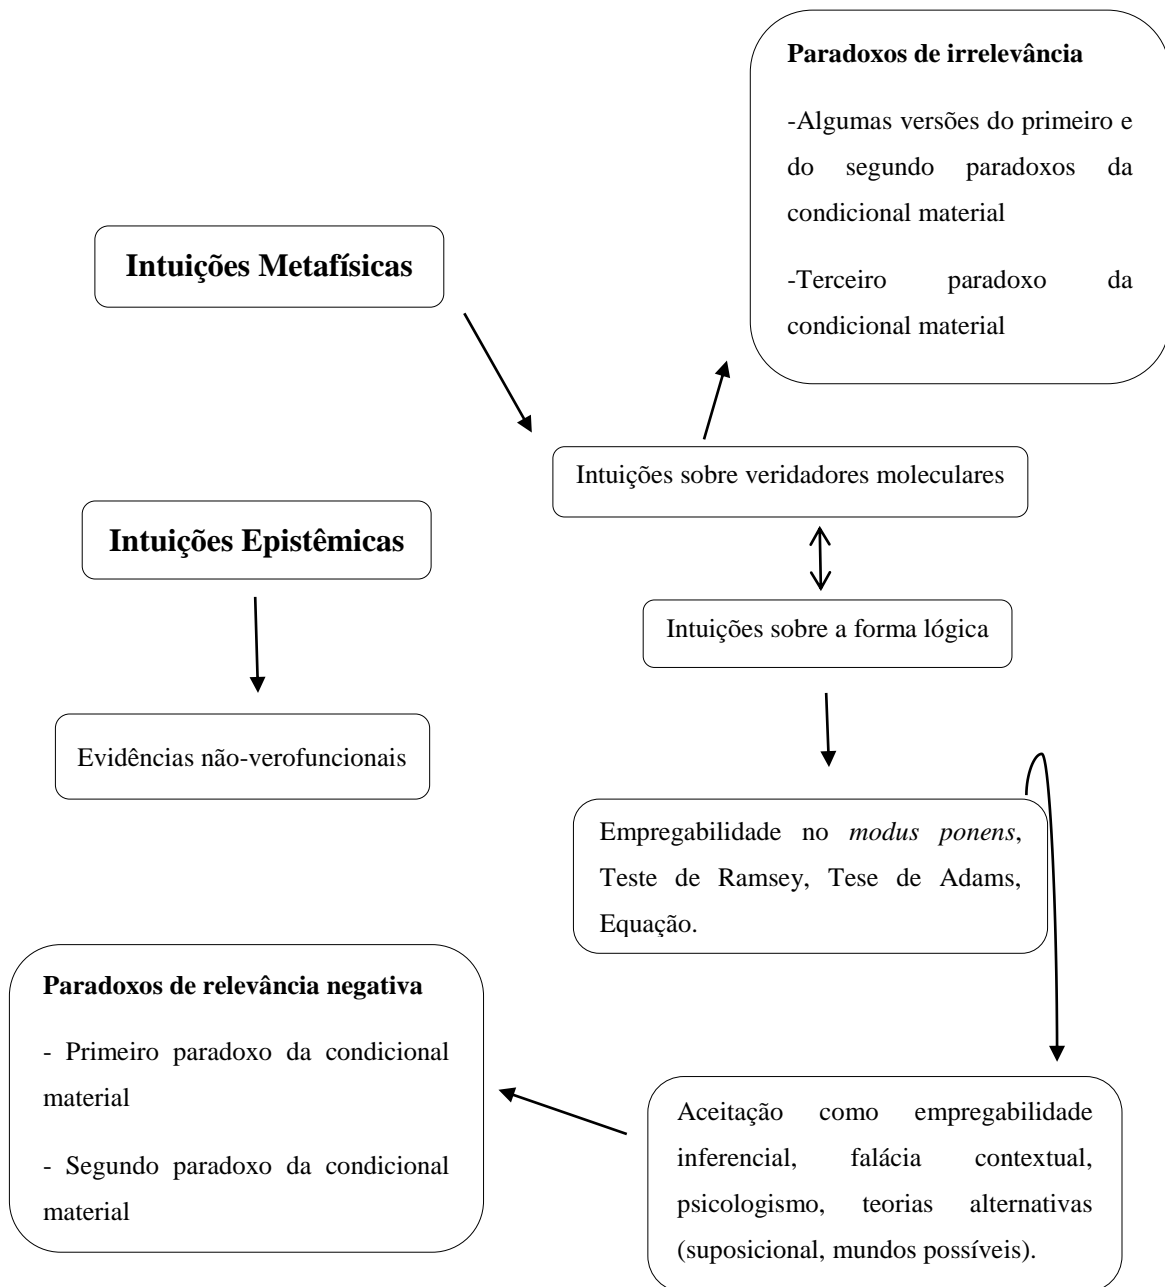 Paradoxos de irrelevância
-Algumas versões do primeiro e
do segundo paradoxos da
condicional material
-Terceiro paradoxo da
condicional material
Intuições Metafísicas
Intuições sobre veridadores moleculares
Intuições Epistêmicas
Intuições sobre a forma lógica
Evidências não-verofuncionais
Empregabilidade no modus ponens,
Teste de Ramsey, Tese de Adams,
Equação.
Paradoxos de relevância negativa
- Primeiro paradoxo da condicional
material
- Segundo paradoxo da condicional
material
Aceitação como empregabilidade
inferencial, falácia contextual,
psicologismo, teorias alternativas
(suposicional, mundos possíveis).